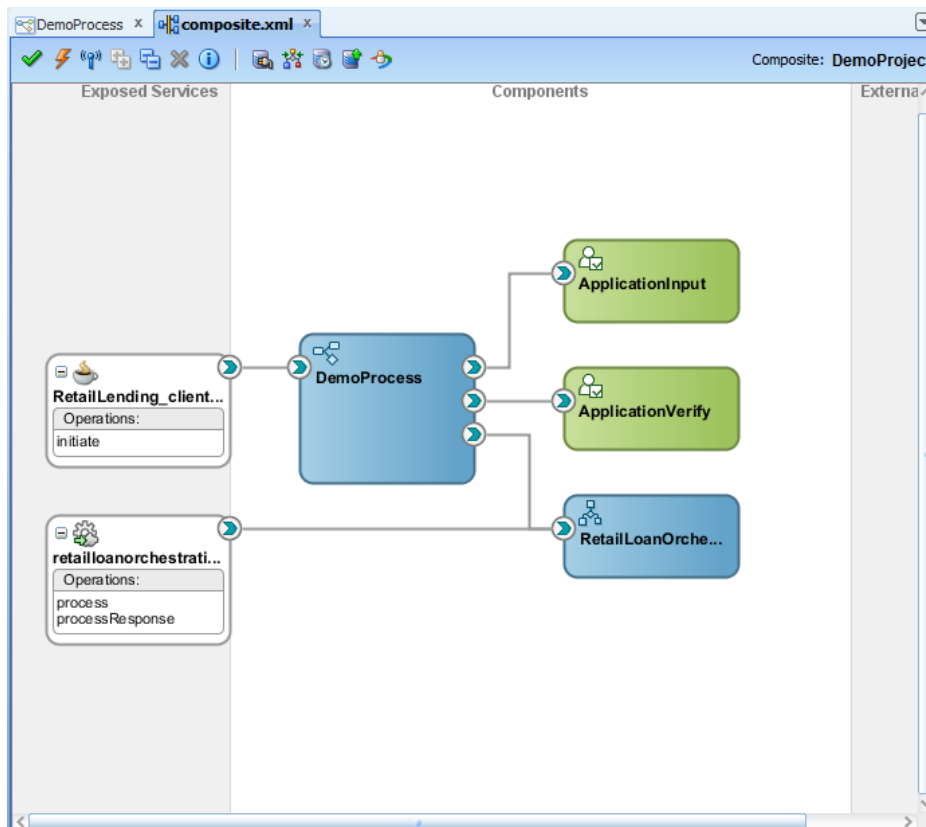 DemoProcess x composite.xml x
Composite: DemoProjec
Exposed Services
Components
Externa
ApplicationInput
DemoProcess
RetailLending_client...
Operations:
initiate
ApplicationVerify
RetailLoanOrche...
retailloanorchestrati...
Operations:
process
processResponse